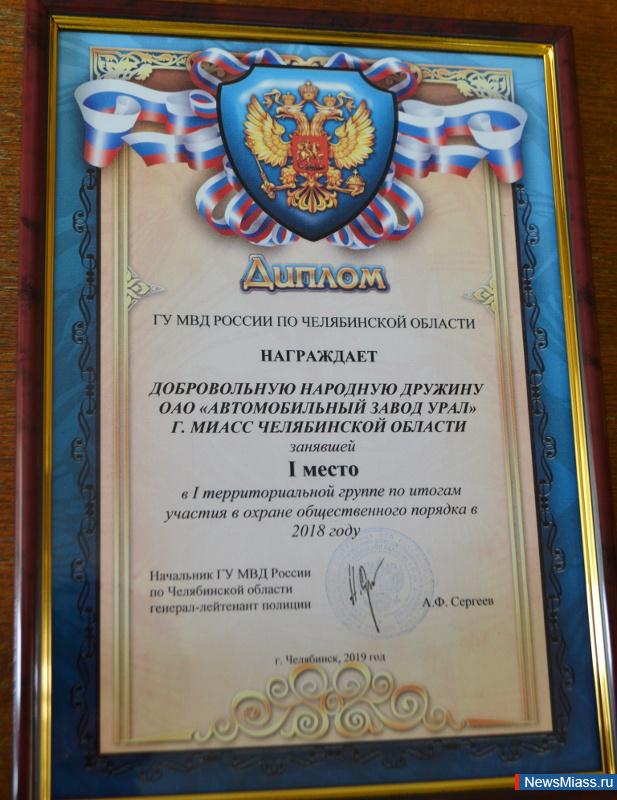 Диплом
ГУ МВД РОССИИ ПО ЧЕЛЯБИНСКОЙ ОБЛАСТИ
НАГРАЖДАЕТ
ДОБРОВОЛЬНУЮ НАРОДНУЮ ДРУЖИНУ
ОАО «АВТОМОБИЛЬНЫЙ ЗАВОД УРАЛ»
Г. МИАСС ЧЕЛЯБИНСКОЙ ОБЛАСТИ
занявшей
I место
в I территориальной группе по итогам
участия в охране общественного порядка в
2018 году
Начальник ГУ МВД России
по Челябинской области
генерал-лейтенант полиции
А.Ф. Сергеев
г. Челябинск, 2019 год
NewsMiass.ru